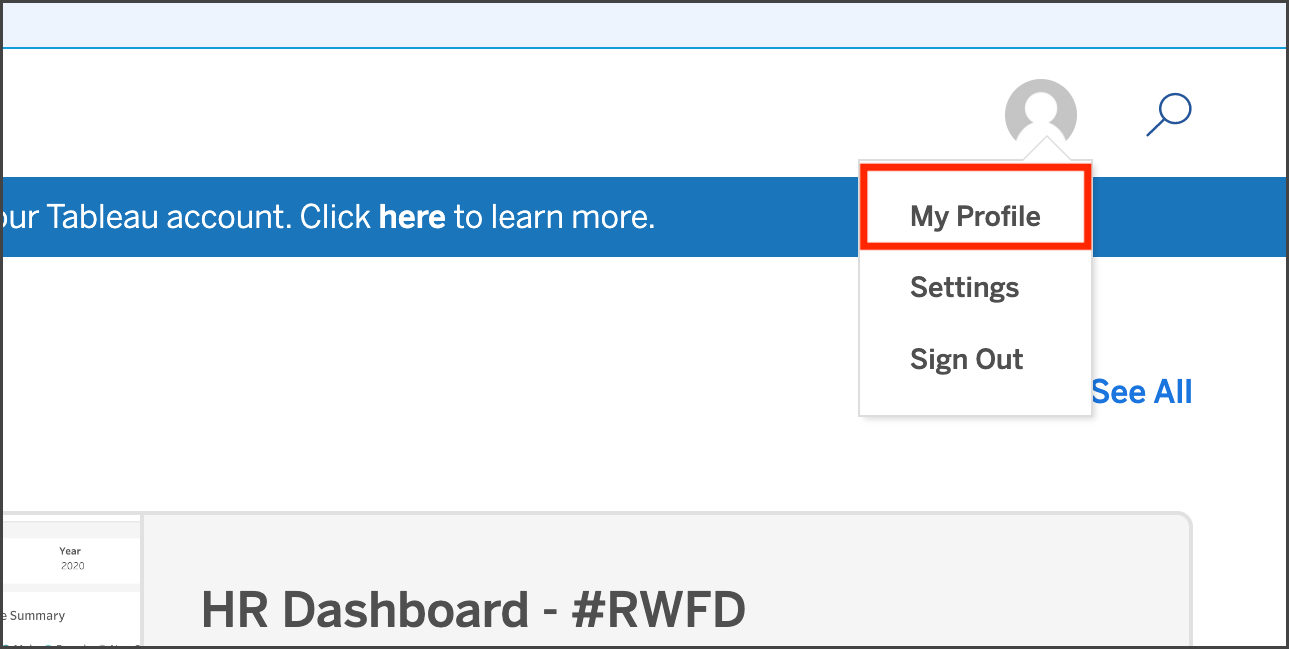 our Tableau account. Click here to learn more.
My Profile
Settings
Sign Out
See All
Year
2020
e Summary
HR Dashboard - #RWFD